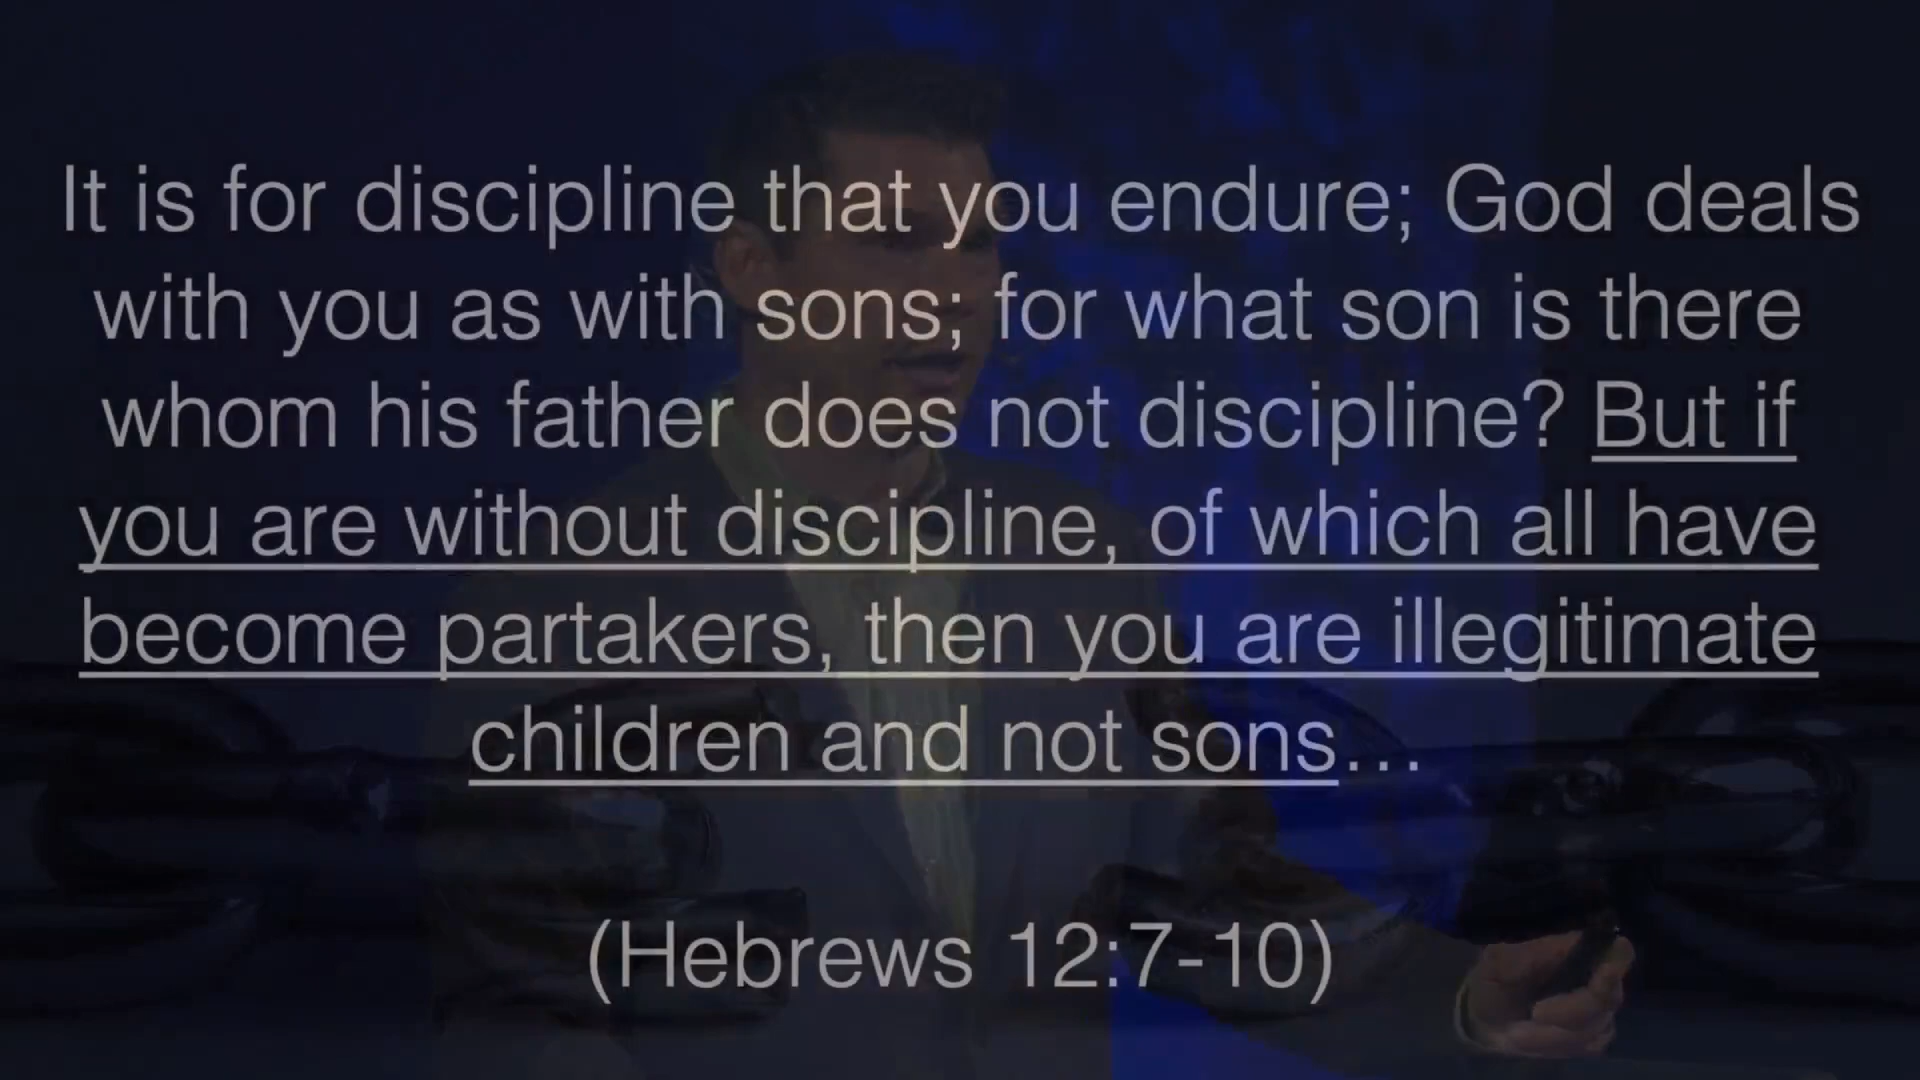 It is for discipline that you endure; God deals
with you as with sons; for what son is there
whom his father does not discipline? But if
you are without discipline, of which all have
become partakers, then you are illegitimate
children and not sons…
(Hebrews 12:7-10)